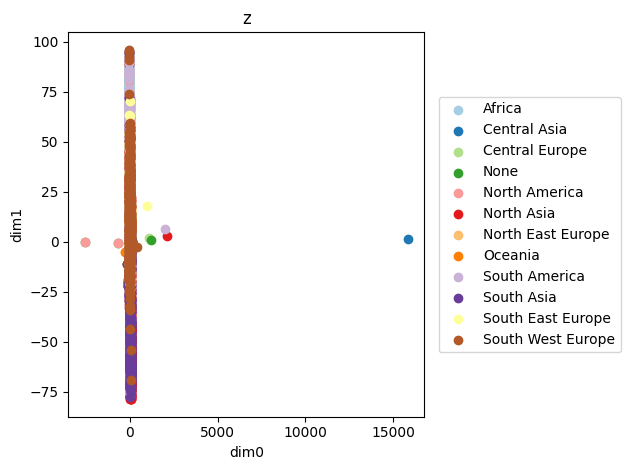 z
100
75
50
25
0
−25
−50
−75
dim1
0
5000
10000
15000
dim0
Africa
Central Asia
Central Europe
None
North America
North Asia
North East Europe
Oceania
South America
South Asia
South East Europe
South West Europe